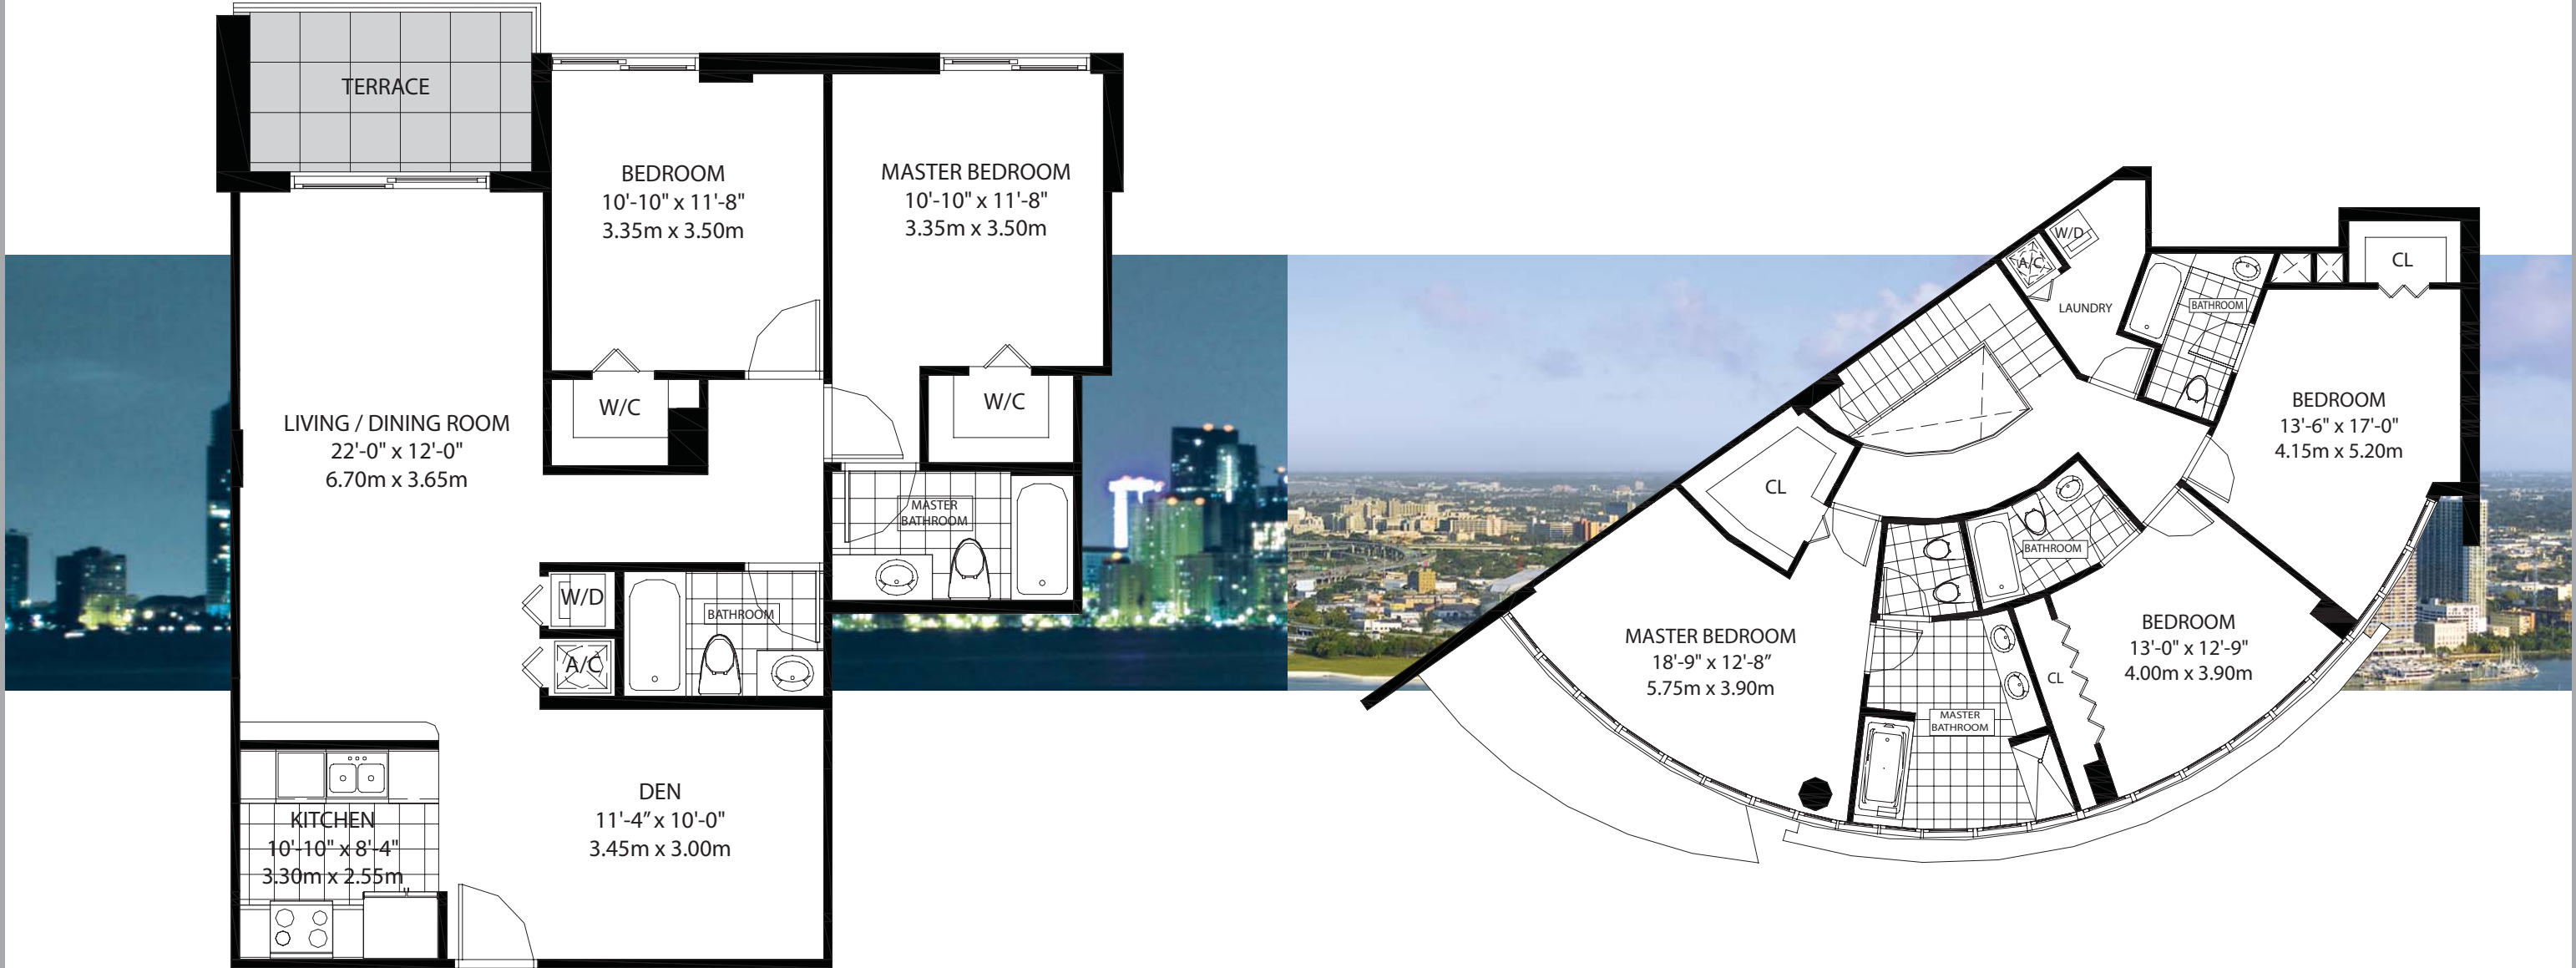 TERRACE
BEDROOM
10'-10" x 11'-8"
3.35m x 3.50m
MASTER BEDROOM
10'-10" x 11'-8"
3.35m x 3.50m
W/C
W/C
LIVING / DINING ROOM
22'-0" x 12'-0"
6.70m x 3.65m
MASTER
BATHROOM
W/D
BATHROOM
A/C
KITCHEN
10'-10" x 8'-4"
3.30m x 2.55m
"
DEN
11'-4” x 10'-0"
3.45m x 3.00m
W/D
A/C
LAUNDRY
BATHROOM
CL
BEDROOM
13'-6" x 17'-0"
4.15m x 5.20m
CL
BATHROOM
MASTER BEDROOM
18'-9" x 12'-8”
5.75m x 3.90m
MASTER
BATHROOM
CL
BEDROOM
13'-0" x 12'-9"
4.00m x 3.90m